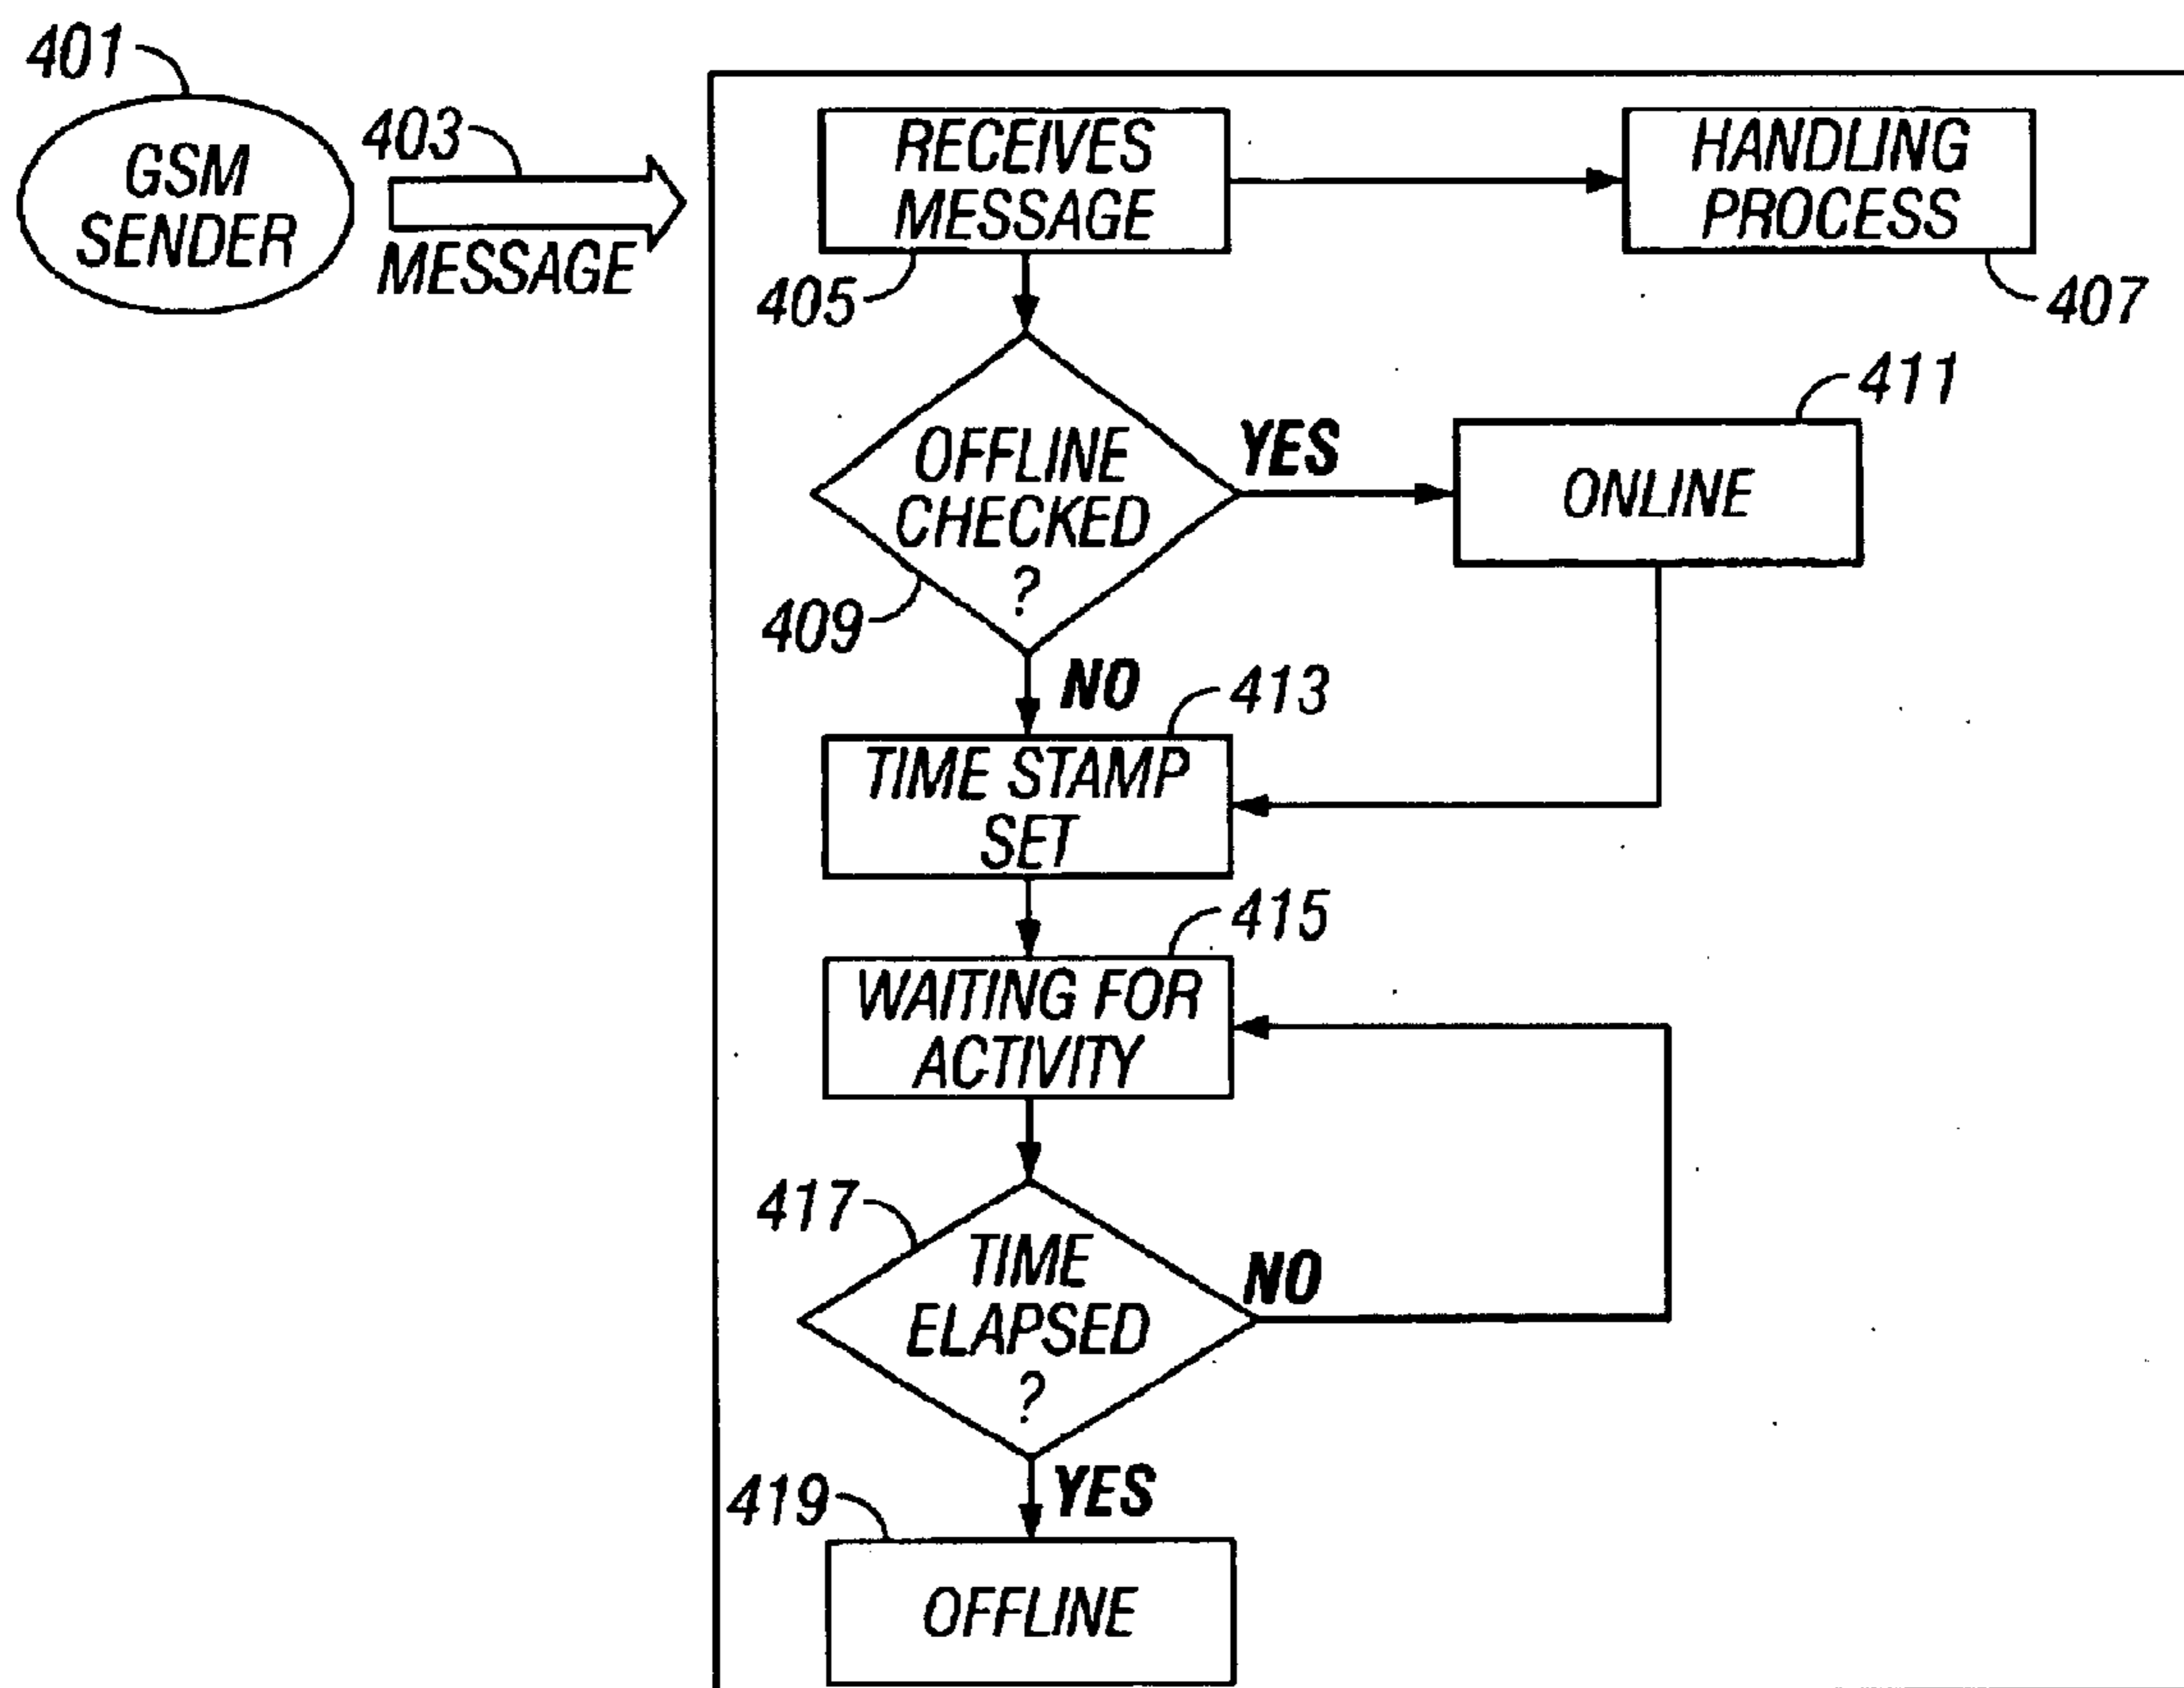 401
GSM
SENDER
403
MESSAGE
RECEIVES
MESSAGE
405
HANDLING
PROCESS
407
OFFLINE
CHECKED
?
409
YES
411
ONLINE
NO
413
TIME STAMP
SET
415
WAITING FOR
ACTIVITY
417
TIME
ELAPSED
?
NO
YES
419
OFFLINE